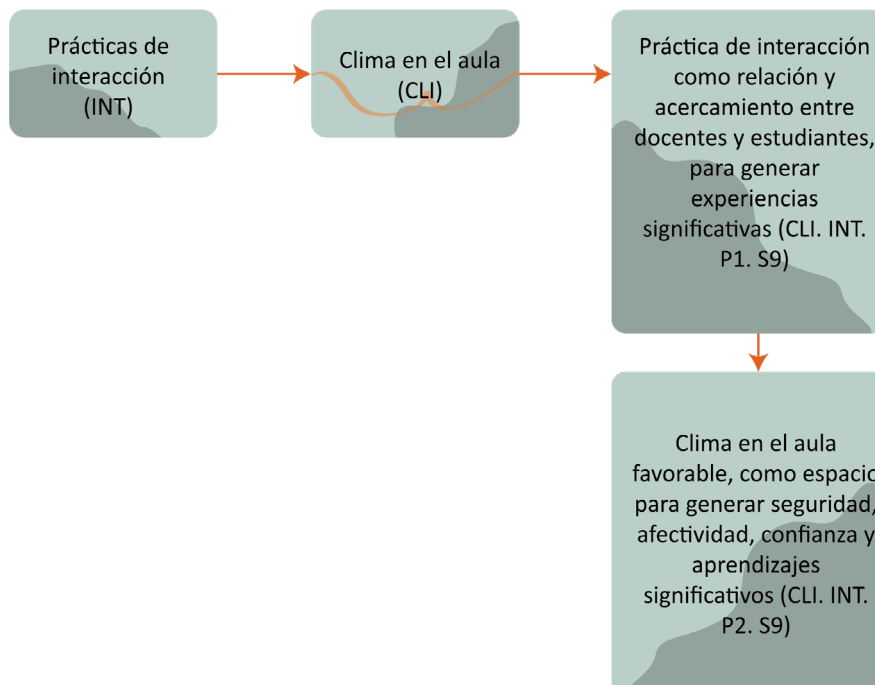 Prácticas de
interacción
(INT)
Clima en el aula
(CLI)
Práctica de interacción
como relación y
acercamiento entre
docentes y estudiantes,
para generar
experiencias
significativas (CLI. INT.
P1. S9)
Clima en el aula
favorable, como espacio
para generar seguridad,
afectividad, confianza y
aprendizajes
significativos (CLI. INT.
P2. S9)